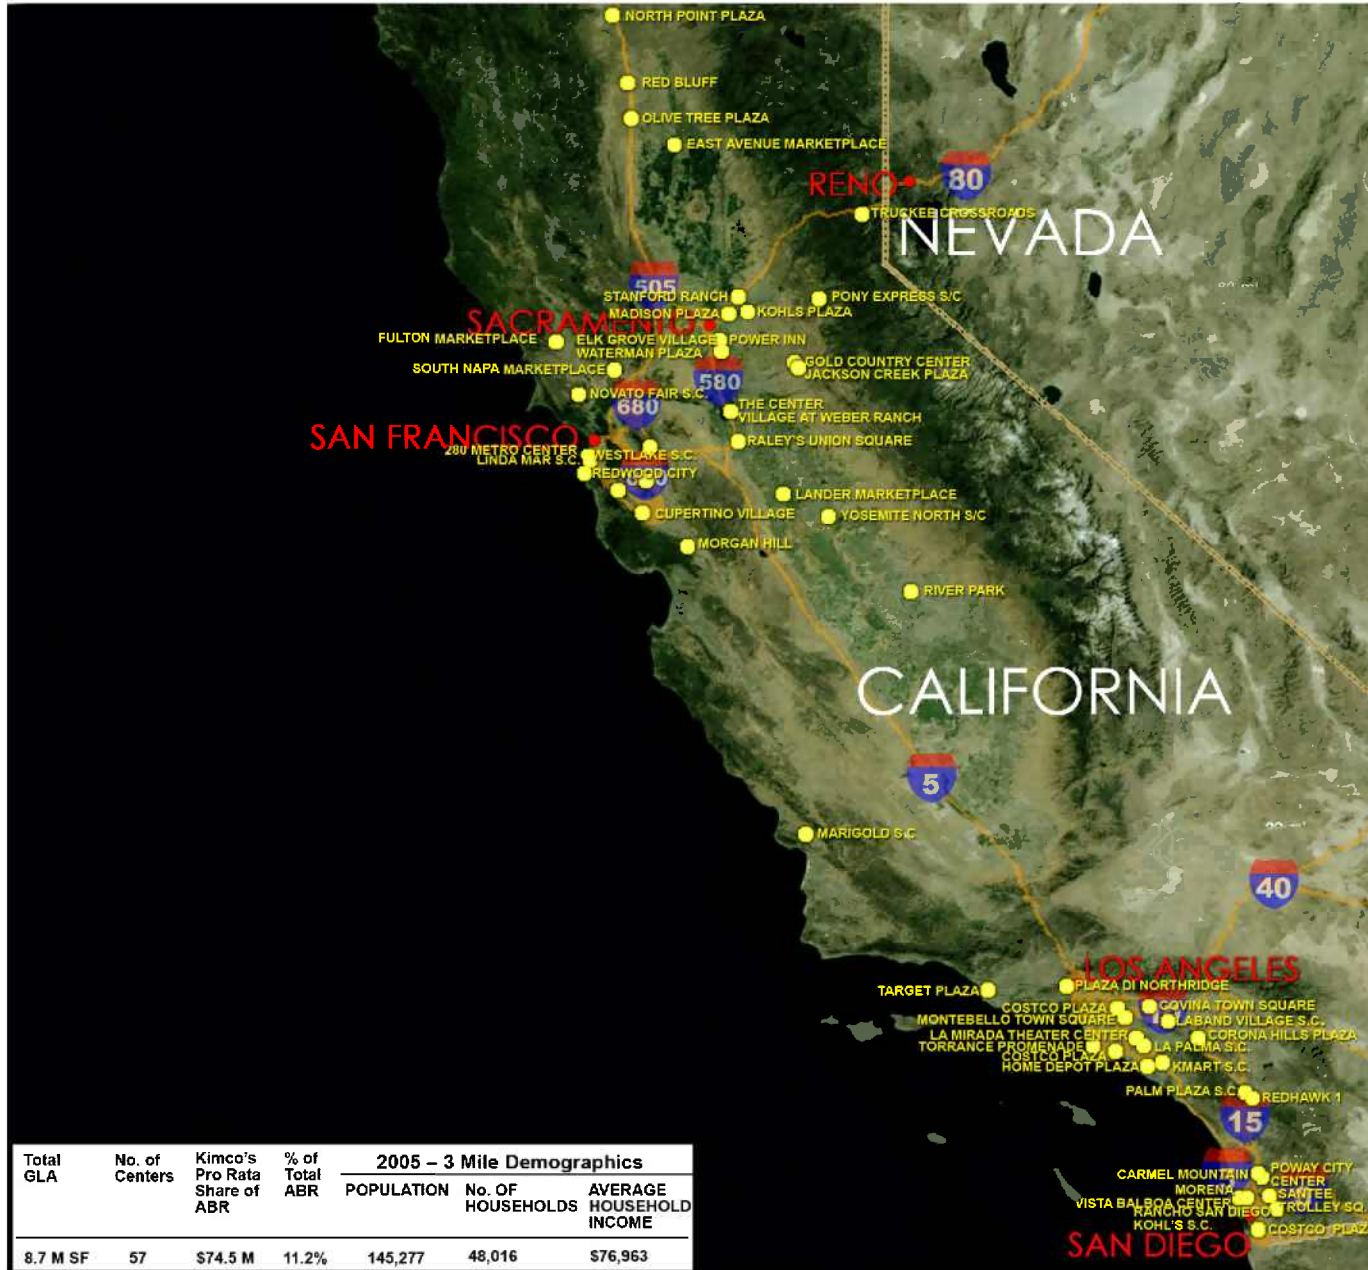 NORTH POINT PLAZA
RED BLUFF
OLIVE TREE PLAZA
EAST AVENUE MARKETPLACE
RENO
80
TRUCKEE CROSSROADS
NEVADA
505
STANFORD RANCH
PONY EXPRESS S/C
MADISON PLAZA
KOHLS PLAZA
SACRAMENTO
FULTON MARKETPLACE
ELK GROVE VILLAGE
POWER INN
WATERMAN PLAZA
GOLD COUNTRY CENTER
JACKSON CREEK PLAZA
SOUTH NAPA MARKETPLACE
580
NOVATO FAIR S.C.
680
THE CENTER
VILLAGE AT WEBER RANCH
SAN FRANCISCO
RALEY'S UNION SQUARE
280 METRO CENTER
WESTLAKE S.C.
LINDA MAR S.C.
REDWOOD CITY
LANDER MARKETPLACE
CUPERTINO VILLAGE
YOSEMITE NORTH S/C
MORGAN HILL
RIVER PARK
CALIFORNIA
5
MARIGOLD S.C
40
LOS ANGELES
TARGET PLAZA
PLAZA DI NORTHRIDGE
COSTCO PLAZA
COVINA TOWN SQUARE
MONTEBELLO TOWN SQUARE
LABAND VILLAGE S.C.
LA MIRADA THEATER CENTER
CORONA HILLS PLAZA
TORRANCE PROMENADE
LA PALMA S.C.
COSTCO PLAZA
HOME DEPOT PLAZA
KMART S.C.
PALM PLAZA S.C.
REDHAWK 1
15
CARMEL MOUNTAIN
POWAY CITY
CENTER
MORENA
SANTEE
VISTA BALBOA CENTER
TROLLEY SQ
RANCHO SAN DIEGO
KOHL'S S.C.
COSTCO PLAZ
SAN DIEGO
Total GLA
No. of Centers
Kimco's Pro Rata Share of ABR
% of Total ABR
2005 – 3 Mile Demographics
POPULATION
No. OF HOUSEHOLDS
AVERAGE HOUSEHOLD INCOME
8.7 M SF 57 $74.5 M 11.2% 145,277 48,016 $76,963